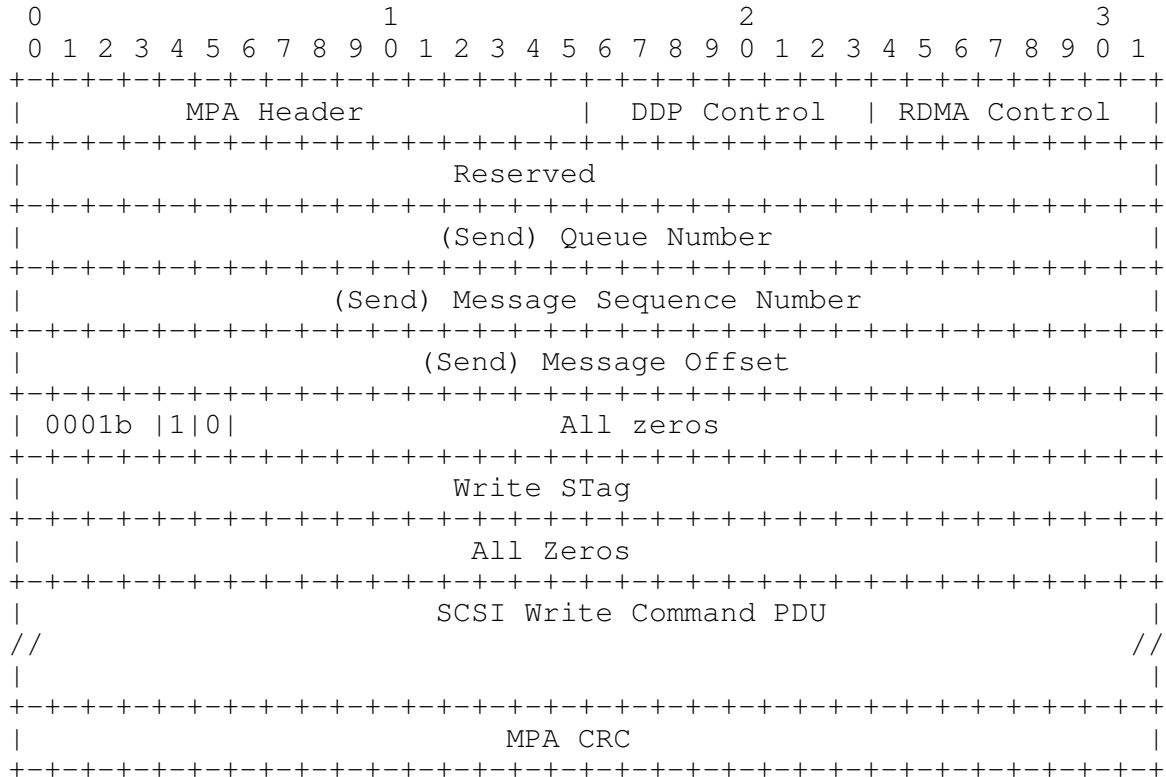 0                   1                   2                   3
 0 1 2 3 4 5 6 7 8 9 0 1 2 3 4 5 6 7 8 9 0 1 2 3 4 5 6 7 8 9 0 1
+-+-+-+-+-+-+-+-+-+-+-+-+-+-+-+-+-+-+-+-+-+-+-+-+-+-+-+-+-+-+-+-+
|         MPA Header            |  DDP Control  | RDMA Control  |
+-+-+-+-+-+-+-+-+-+-+-+-+-+-+-+-+-+-+-+-+-+-+-+-+-+-+-+-+-+-+-+-+
|                        Reserved                               |
+-+-+-+-+-+-+-+-+-+-+-+-+-+-+-+-+-+-+-+-+-+-+-+-+-+-+-+-+-+-+-+-+
|                       (Send) Queue Number                     |
+-+-+-+-+-+-+-+-+-+-+-+-+-+-+-+-+-+-+-+-+-+-+-+-+-+-+-+-+-+-+-+-+
|                 (Send) Message Sequence Number                |
+-+-+-+-+-+-+-+-+-+-+-+-+-+-+-+-+-+-+-+-+-+-+-+-+-+-+-+-+-+-+-+-+
|                      (Send) Message Offset                    |
+-+-+-+-+-+-+-+-+-+-+-+-+-+-+-+-+-+-+-+-+-+-+-+-+-+-+-+-+-+-+-+-+
| 0001b |1|0|                  All zeros                        |
+-+-+-+-+-+-+-+-+-+-+-+-+-+-+-+-+-+-+-+-+-+-+-+-+-+-+-+-+-+-+-+-+
|                        Write STag                             |
+-+-+-+-+-+-+-+-+-+-+-+-+-+-+-+-+-+-+-+-+-+-+-+-+-+-+-+-+-+-+-+-+
|                         All Zeros                             |
+-+-+-+-+-+-+-+-+-+-+-+-+-+-+-+-+-+-+-+-+-+-+-+-+-+-+-+-+-+-+-+-+
|                       SCSI Write Command PDU                  |
//                                                             //
|                                                               |
+-+-+-+-+-+-+-+-+-+-+-+-+-+-+-+-+-+-+-+-+-+-+-+-+-+-+-+-+-+-+-+-+
|                           MPA CRC                             |
+-+-+-+-+-+-+-+-+-+-+-+-+-+-+-+-+-+-+-+-+-+-+-+-+-+-+-+-+-+-+-+-+